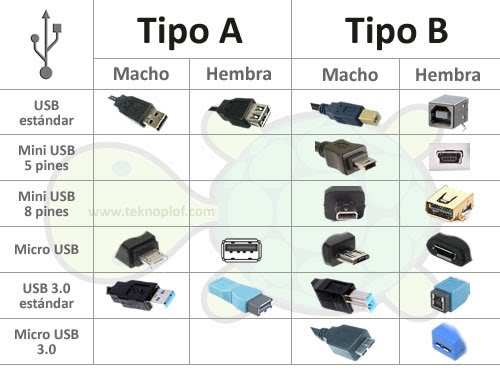 Tipo A Tipo B
Macho Hembra Macho Hembra
USB
estándar
Mini USB
5 pines
Mini USB
8 pines
www.teknoplof.com
Micro USB
USB 3.0
estándar
Micro USB
3.0